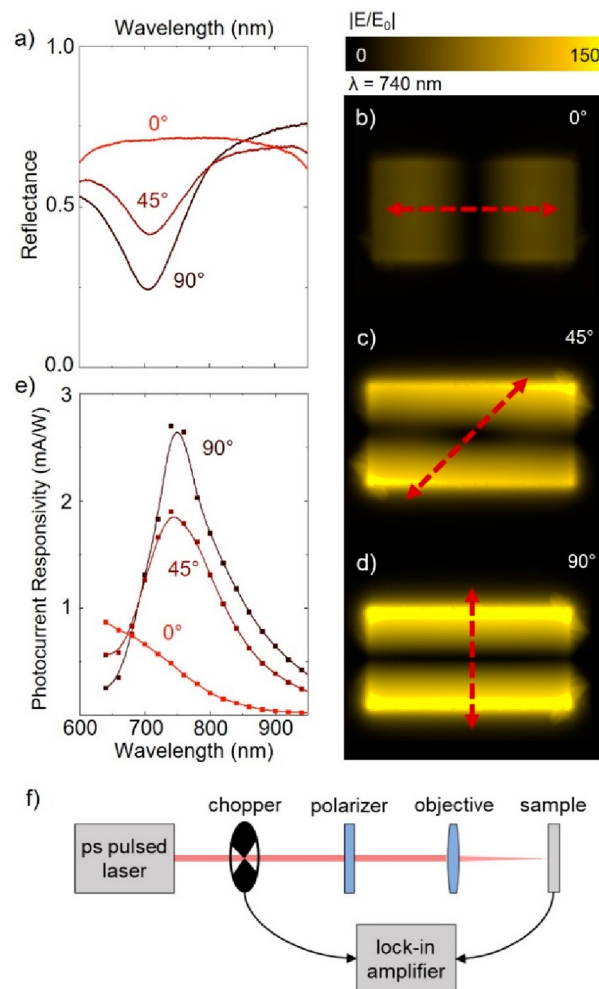 Wavelength (nm)
a)
1.0
0.5
0.0
Reflectance
0°
45°
90°
|E/E₀|
0
150
λ = 740 nm
b)
0°
c)
45°
d)
90°
e)
3
2
1
Photocurrent Responsivity (mA/W)
90°
45°
0°
600
700
800
900
Wavelength (nm)
f)
chopper
polarizer
objective
sample
ps pulsed
laser
lock-in
amplifier